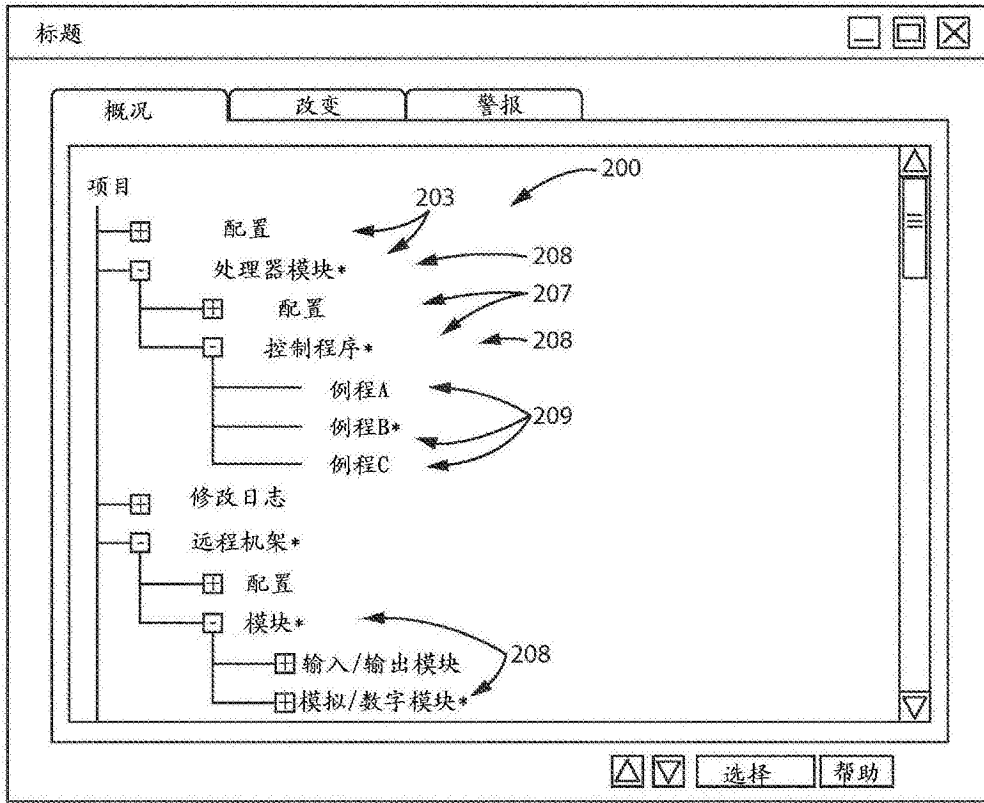 标题
概况 改变 警报
项目
200
203
配置
208
处理器模块*
207
配置
208
控制程序*
例程A
209
例程B*
例程C
修改日志
远程机架*
配置
模块*
208
输入/输出模块
模拟/数字模块*
选择 帮助